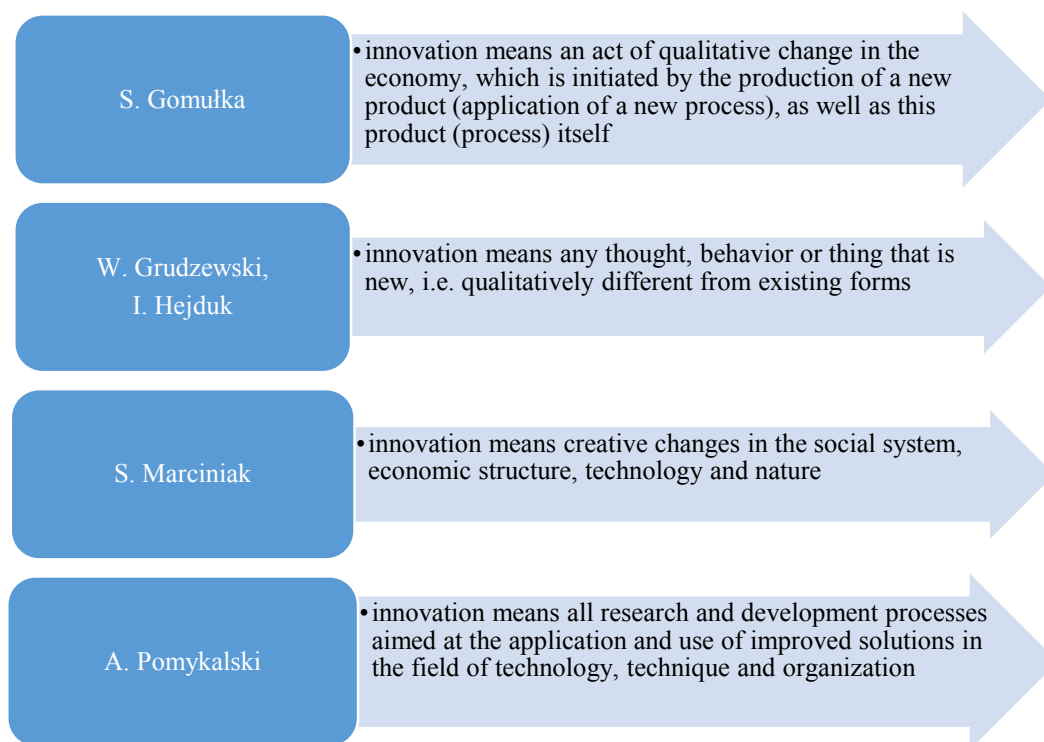 S. Gomułka
•innovation means an act of qualitative change in the
economy, which is initiated by the production of a new
product (application of a new process), as well as this
product (process) itself
W. Grudzewski,
I. Hejduk
•innovation means any thought, behavior or thing that is
new, i.e. qualitatively different from existing forms
S. Marciniak
•innovation means creative changes in the social system,
economic structure, technology and nature
A. Pomykalski
•innovation means all research and development processes
aimed at the application and use of improved solutions in
the field of technology, technique and organization